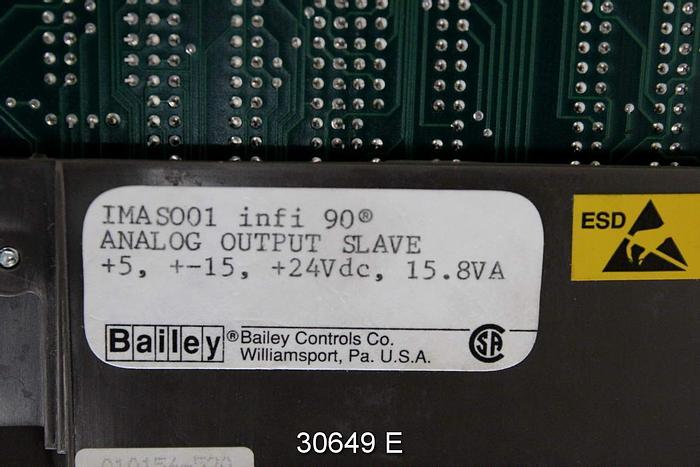 IMASO01 infi 90®
ANALOG OUTPUT SLAVE
+5, +-15, +24Vdc, 15.8VA
ESD
Bailey ® Bailey Controls Co.
Williamsport, Pa. U.S.A.
SA
30649 E